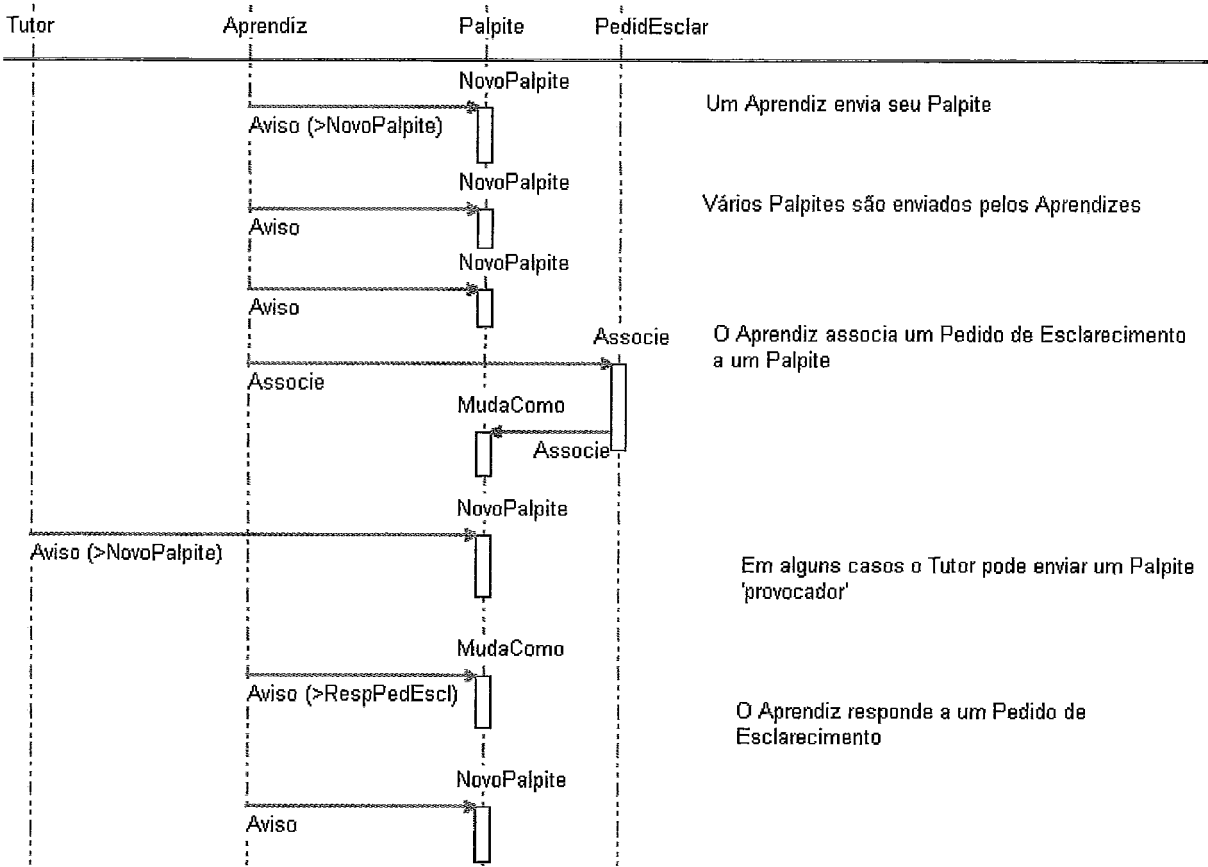 Tutor Aprendiz Palpite PedidEsclar
NovoPalpite
Um Aprendiz envia seu Palpite
Aviso (>NovoPalpite)
NovoPalpite
Vários Palpites são enviados pelos Aprendizes
Aviso
NovoPalpite
Aviso
Associe
O Aprendiz associa um Pedido de Esclarecimento
a um Palpite
Associe
MudaComo
Associe
NovoPalpite
Aviso (>NovoPalpite)
Em alguns casos o Tutor pode enviar um Palpite
'provocador'
MudaComo
Aviso (>RespPedEscl)
O Aprendiz responde a um Pedido de
Esclarecimento
NovoPalpite
Aviso